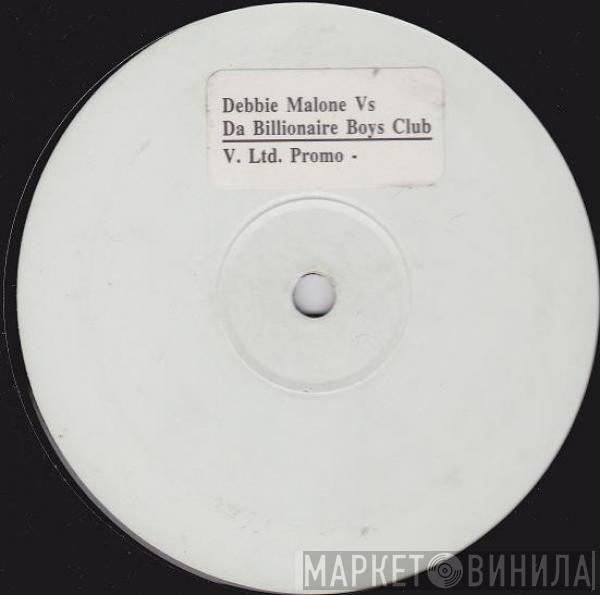 Debbie Malone Vs
Da Billionaire Boys Club
V. Ltd. Promo -
МАРКЕТ ВИНИЛА